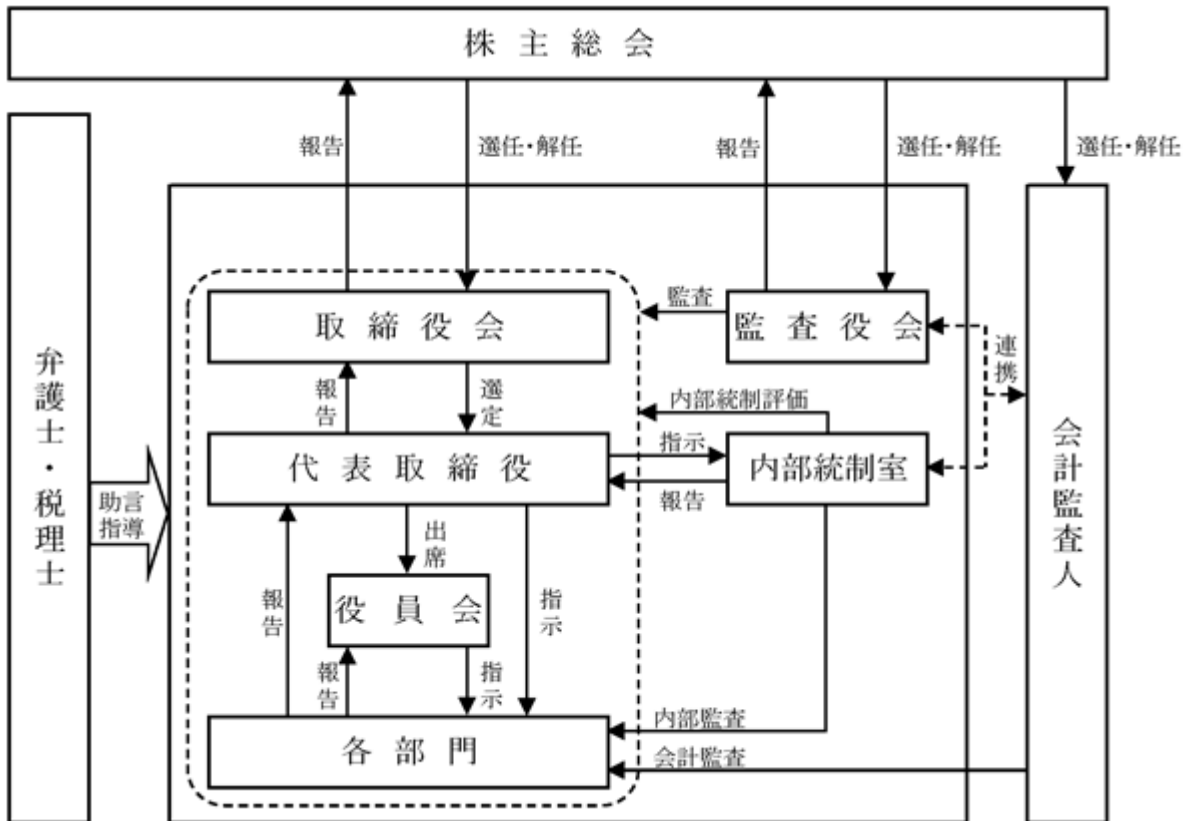 株主総会
報告
選任・解任
報告
選任・解任
選任・解任
弁護士・税理士
助言
指導
取締役会
監査
監査役会
連携
会計監査人
報告
選定
内部統制評価
代表取締役
指示
報告
内部統制室
出席
役員会
報告
指示
報告
指示
各部門
内部監査
会計監査